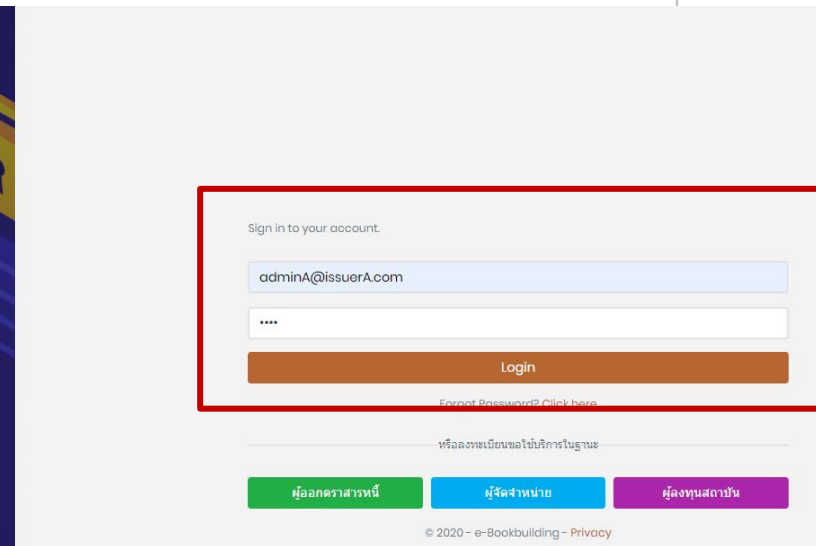 Sign in to your account.
adminA@issuerA.com
••••
Login
Forgot Password? Click here
หรือลงทะเบียนขอใช้บริการในฐานะ
ผู้ออกตราสารหนี้ ผู้จัดจำหน่าย ผู้ลงทุนสถาบัน
© 2020 - e-Bookbuilding - Privacy